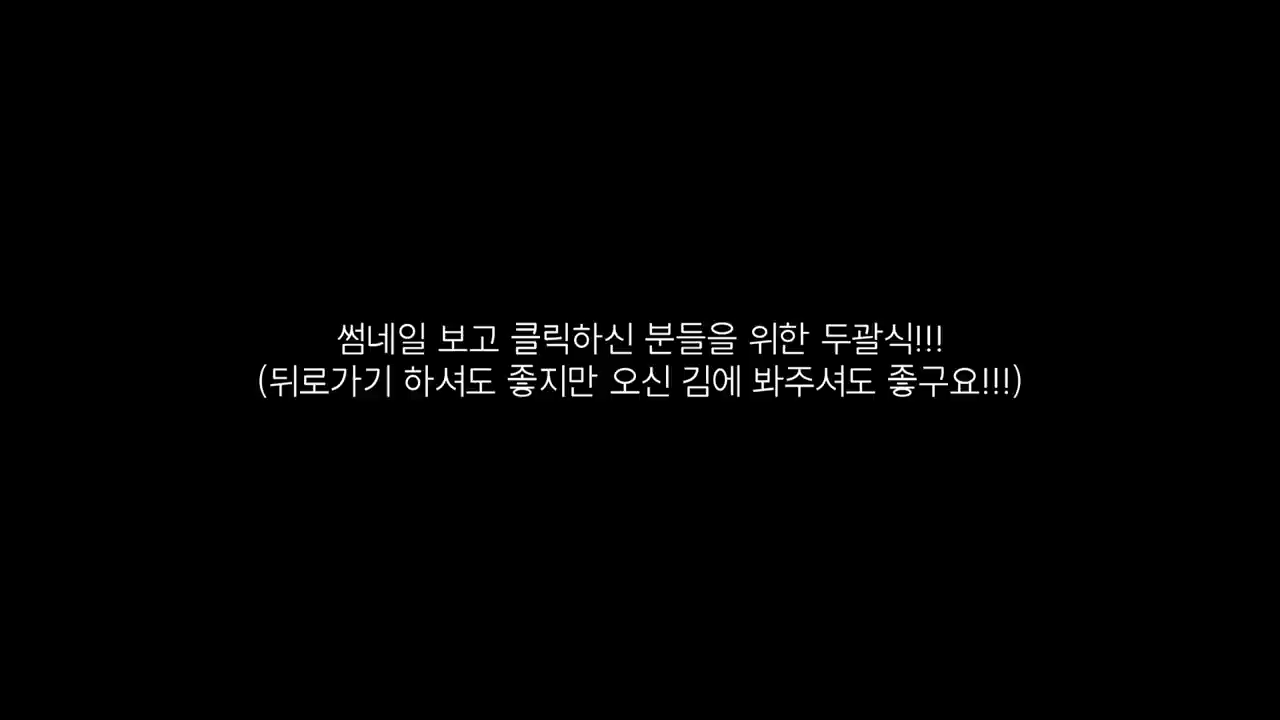 썸네일 보고 클릭하신 분들을 위한 두괄식!!!
(뒤로가기 하셔도 좋지만 오신 김에 봐주셔도 좋구요!!!)